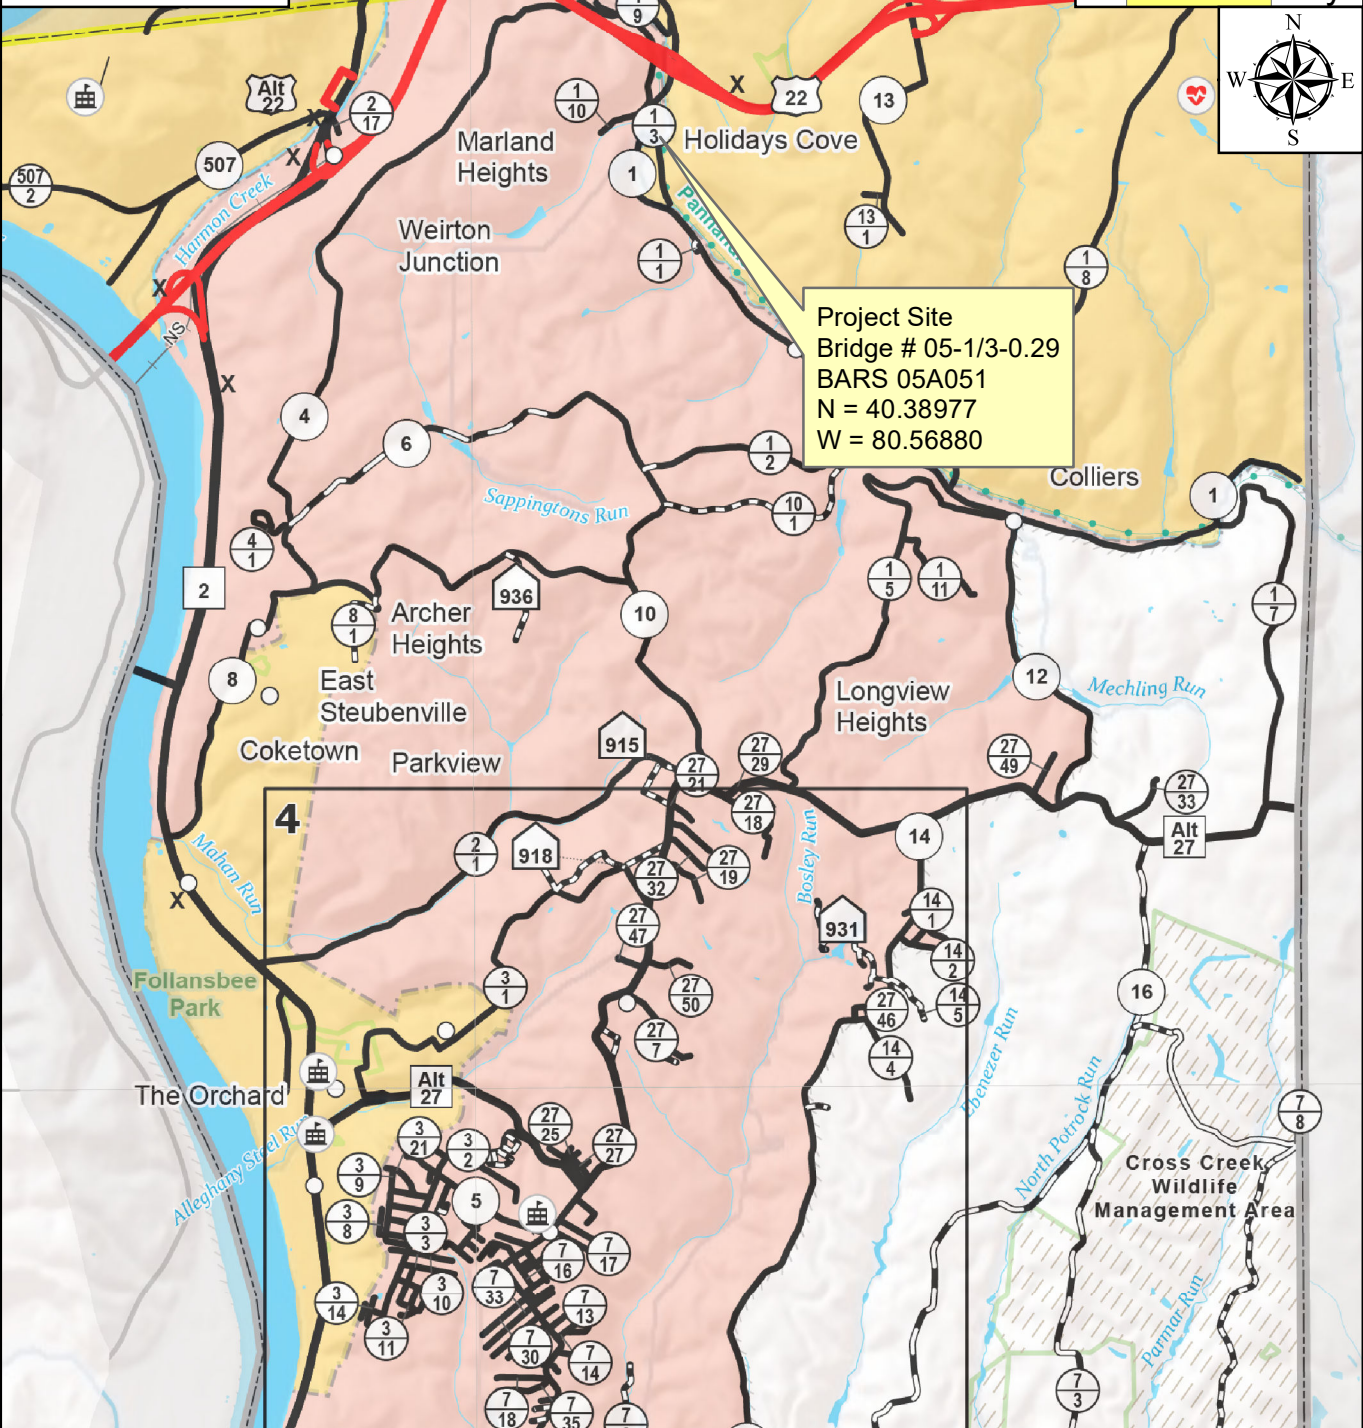 9
N
W E
S
Alt
22
2
17
1
10
22
13
1
3
Holidays Cove
Marland
Heights
507
507
2
1
Harmon Creek
Panhan
13
1
Weirton
Junction
1
1
1
8
X
X
X
X
NS
X
Project Site
Bridge # 05-1/3-0.29
BARS 05A051
N = 40.38977
W = 80.56880
4
6
1
2
Colliers
1
Sappingtons Run
10
1
4
1
2
936
1
5
1
11
1
7
8
1
Archer
Heights
10
8
East
Steubenville
12
Mechling Run
Longview
Heights
Coketown
Parkview
915
27
21
27
29
27
49
27
33
4
27
18
14
Alt
27
Mahan Run
2
1
918
27
32
27
19
Bosley Run
X
27
47
931
14
1
14
2
Follansbee
Park
3
1
27
50
27
46
14
5
16
27
7
14
4
Ebenezer Run
The Orchard
Alt
27
North Potrock Run
7
8
Alleghany Steel Run
3
21
3
2
27
25
27
27
Cross Creek
Wildlife
Management Area
3
9
5
3
8
3
3
7
16
7
17
3
10
7
33
7
13
3
14
3
11
7
30
7
14
Parmar Run
7
3
7
18
7
35
7